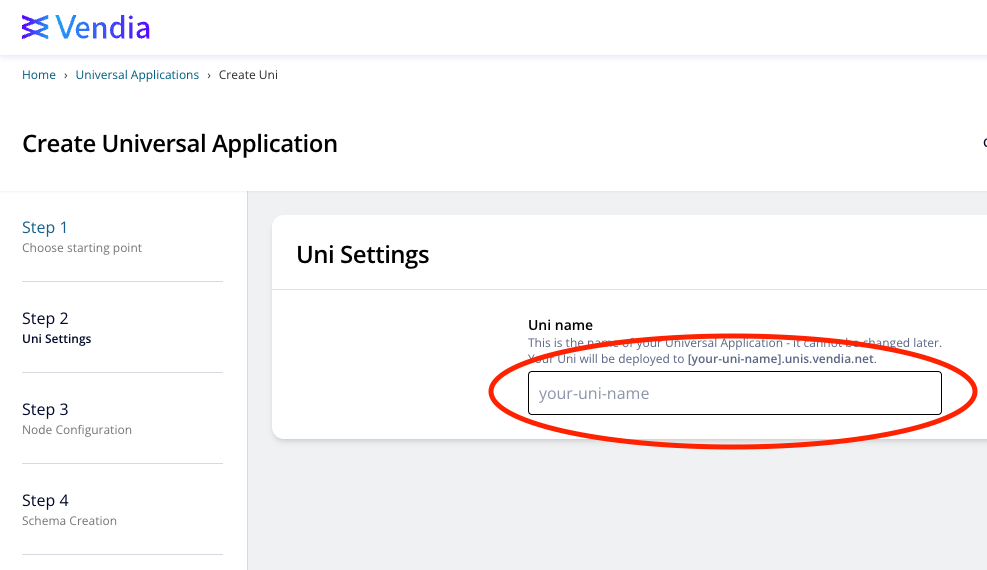 Vendia
Home › Universal Applications › Create Uni
Create Universal Application
Step 1
Choose starting point
Step 2
Uni Settings
Step 3
Node Configuration
Step 4
Schema Creation
Uni Settings
Uni name
This is the name of your Universal Application - it cannot be changed later.
Your Uni will be deployed to [your-uni-name].unis.vendia.net.
your-uni-name